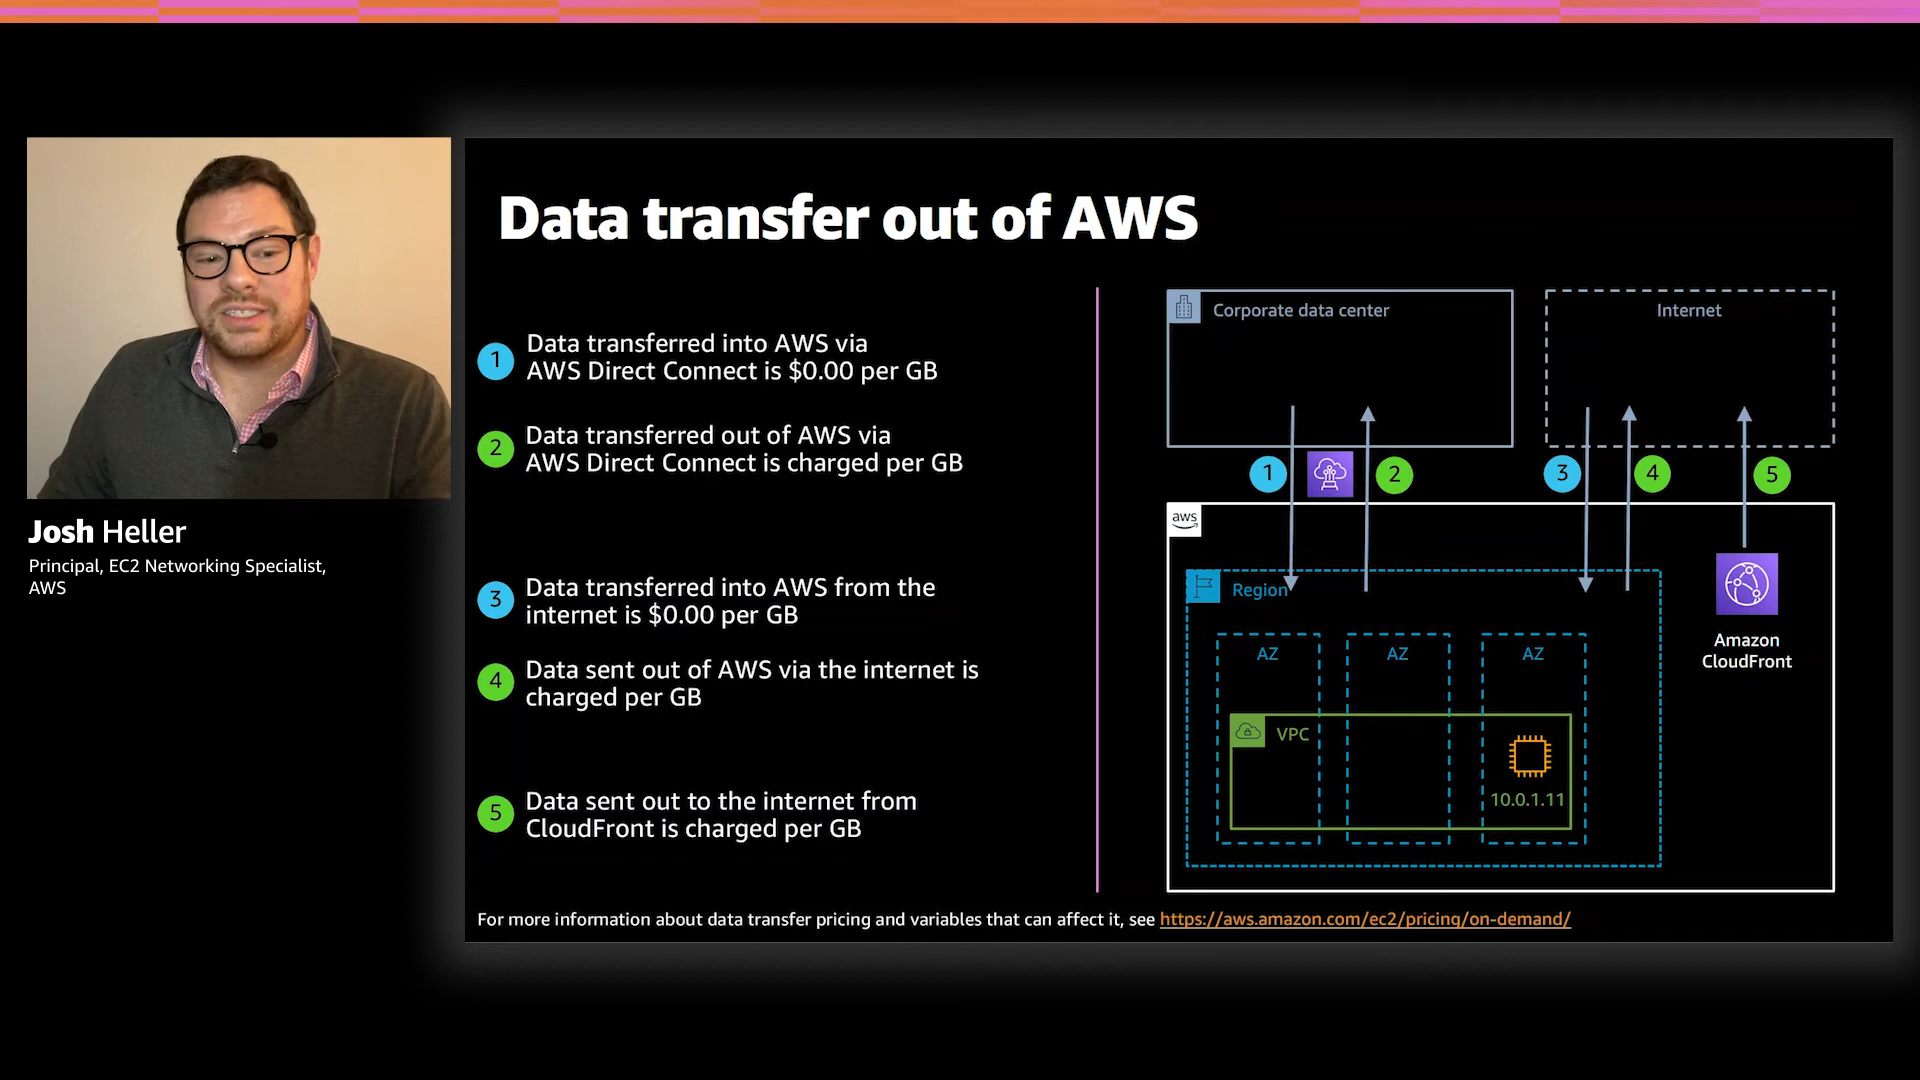 Data transfer out of AWS
1 Data transferred into AWS via
AWS Direct Connect is $0.00 per GB
2 Data transferred out of AWS via
AWS Direct Connect is charged per GB
3 Data transferred into AWS from the
internet is $0.00 per GB
4 Data sent out of AWS via the internet is
charged per GB
5 Data sent out to the internet from
CloudFront is charged per GB
Corporate data center
Internet
1 2 3 4 5
aws
Region
Amazon
CloudFront
AZ AZ AZ
VPC
10.0.1.11
For more information about data transfer pricing and variables that can affect it, see https://aws.amazon.com/ec2/pricing/on-demand/
Josh Heller
Principal, EC2 Networking Specialist,
AWS